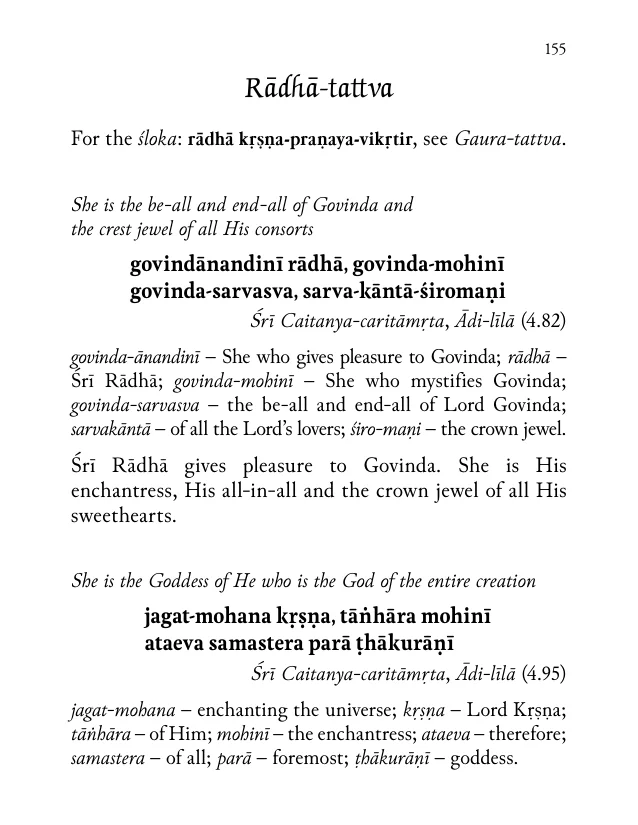 155
Rādhā-tattva
For the śloka: rādhā kṛṣṇa-praṇaya-vikṛtir, see Gaura-tattva.
She is the be-all and end-all of Govinda and
the crest jewel of all His consorts
govindānandinī rādhā, govinda-mohinī
govinda-sarvasva, sarva-kāntā-śiromaṇi
Śrī Caitanya-caritāmṛta, Ādi-līlā (4.82)
govinda-ānandinī – She who gives pleasure to Govinda; rādhā –
Śrī Rādhā; govinda-mohinī – She who mystifies Govinda;
govinda-sarvasva – the be-all and end-all of Lord Govinda;
sarvakāntā – of all the Lord's lovers; śiro-maṇi – the crown jewel.
Śrī Rādhā gives pleasure to Govinda. She is His
enchantress, His all-in-all and the crown jewel of all His
sweethearts.
She is the Goddess of He who is the God of the entire creation
jagat-mohana kṛṣṇa, tāṅhāra mohinī
ataeva samastera parā ṭhākurāṇī
Śrī Caitanya-caritāmṛta, Ādi-līlā (4.95)
jagat-mohana – enchanting the universe; kṛṣṇa – Lord Kṛṣṇa;
tāṅhāra – of Him; mohinī – the enchantress; ataeva – therefore;
samastera – of all; parā – foremost; ṭhākurāṇī – goddess.